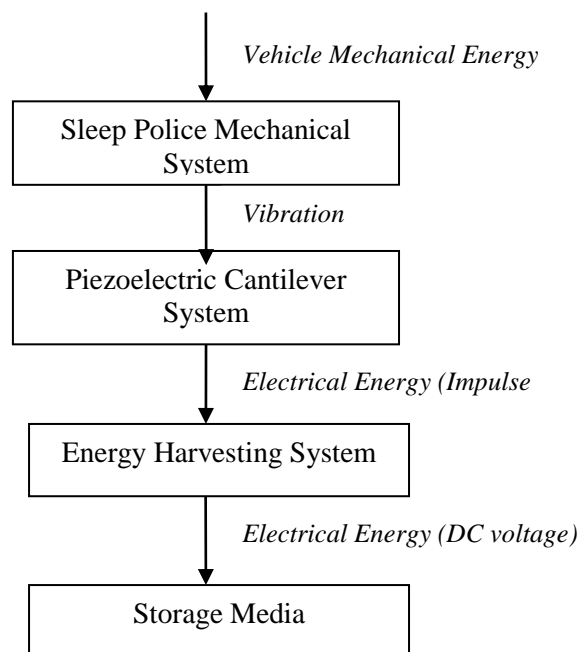 Vehicle Mechanical Energy
Sleep Police Mechanical
System
Vibration
Piezoelectric Cantilever
System
Electrical Energy (Impulse
Energy Harvesting System
Electrical Energy (DC voltage)
Storage Media